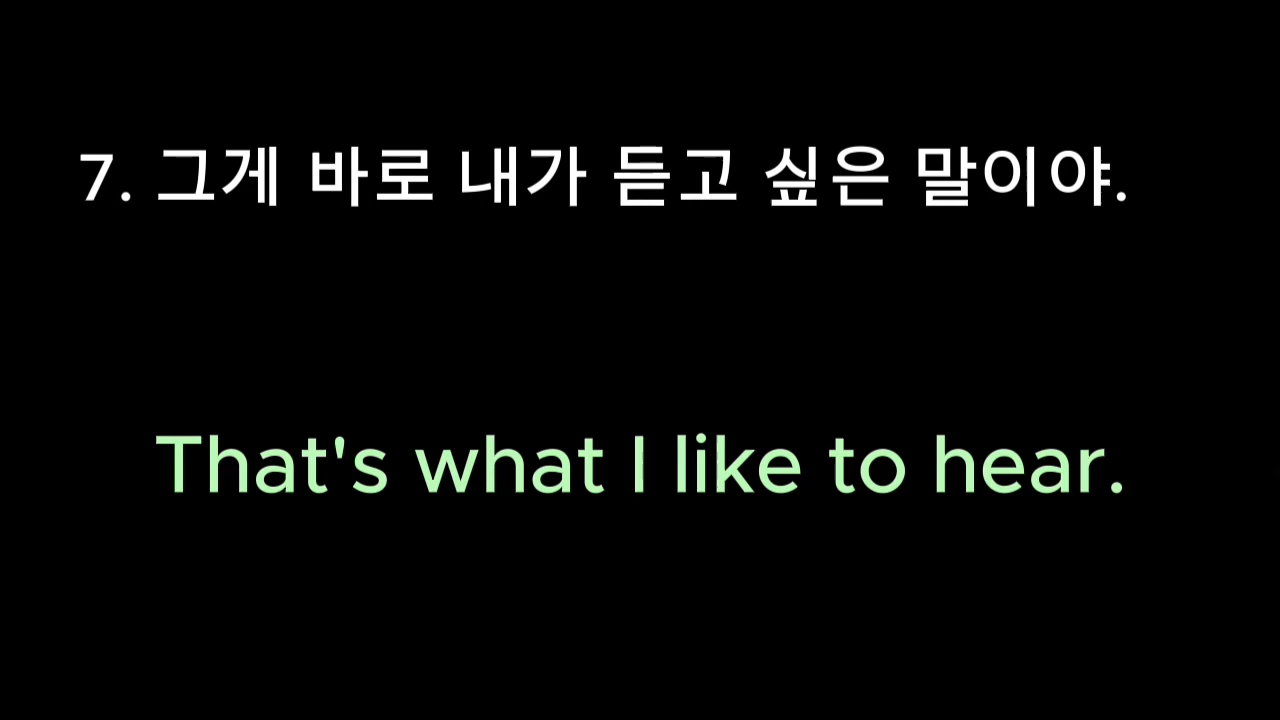 7. 그게 바로 내가 듣고 싶은 말이야.
That's what I like to hear.